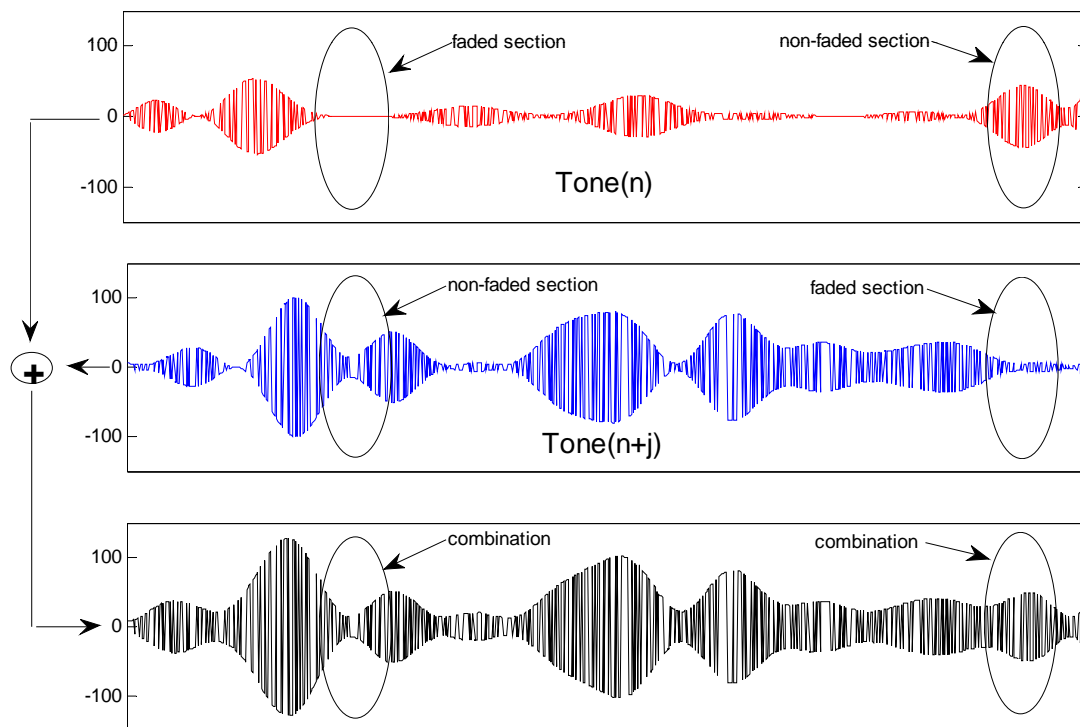 faded section
non-faded section
100
0
-100
Tone(n)
non-faded section
faded section
100
0
-100
Tone(n+j)
+
combination
combination
100
0
-100